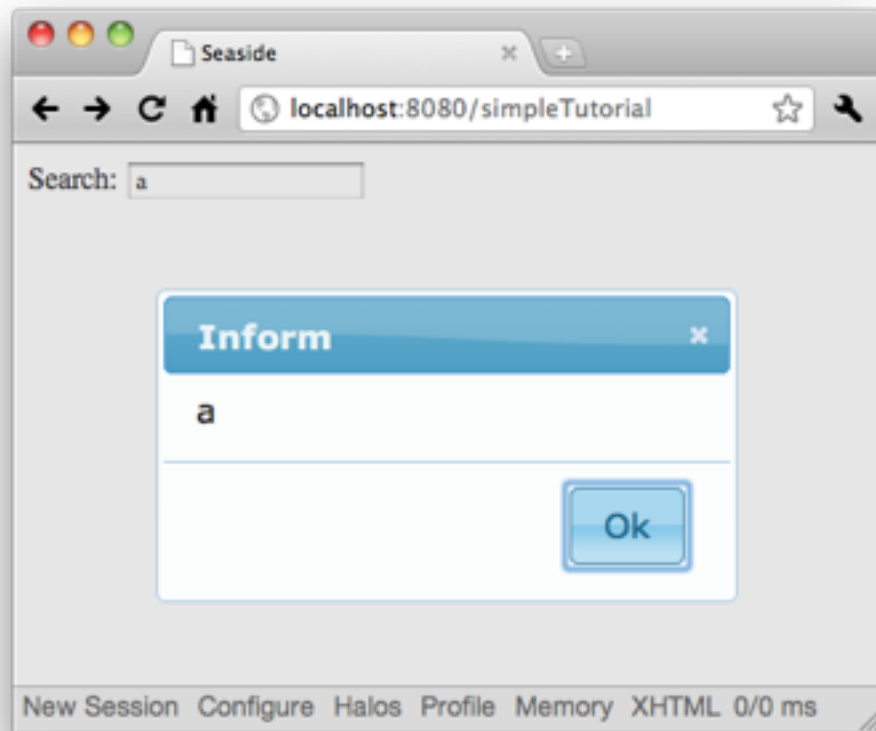 Seaside
localhost:8080/simpleTutorial
Search: a
Inform
a
Ok
New Session Configure Halos Profile Memory XHTML 0/0 ms